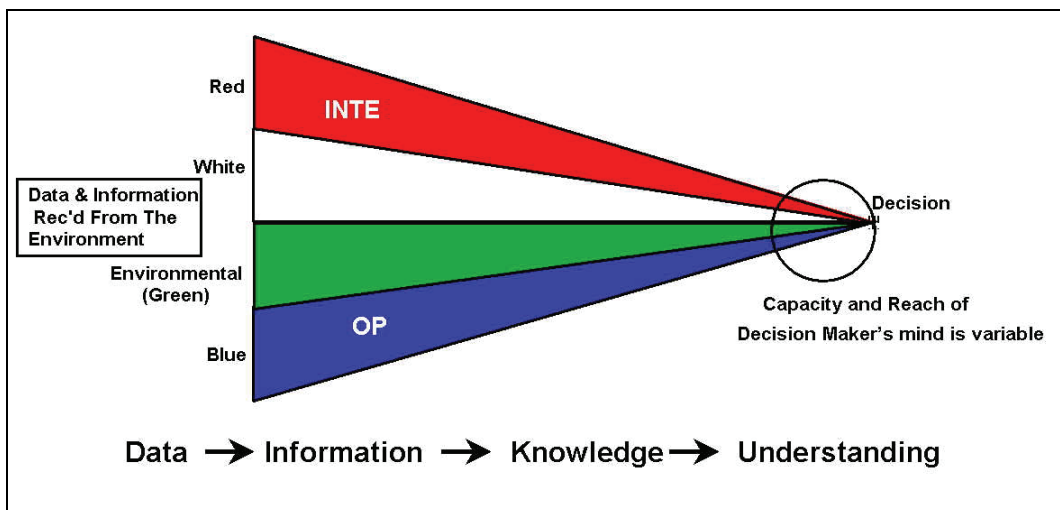 Red
INTE
White
Data & Information
Rec'd From The
Environment
Decision
Environmental
(Green)
OP
Blue
Capacity and Reach of
Decision Maker's mind is variable
Data → Information → Knowledge → Understanding